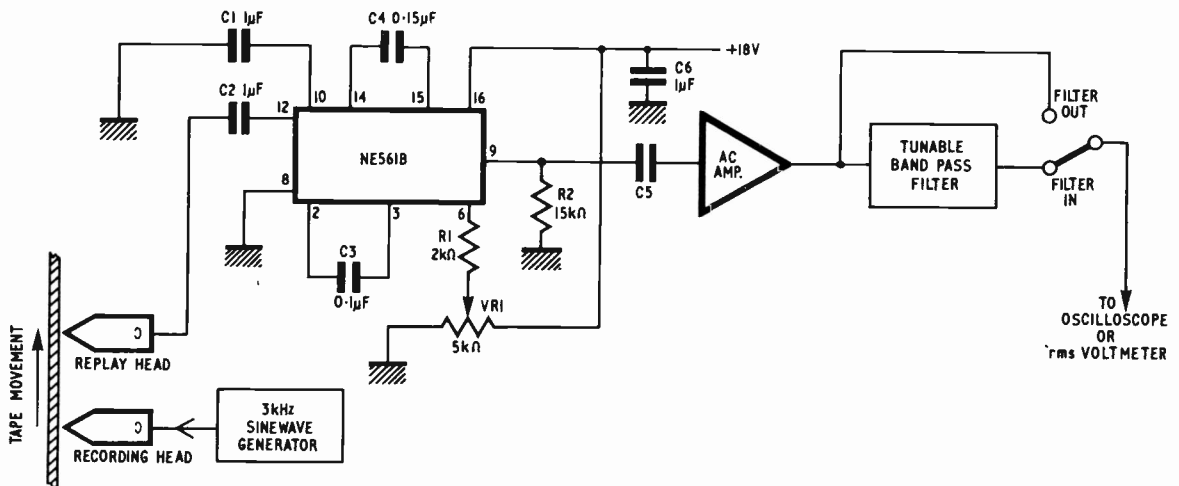 C1 1µF
C4 0·15µF
+18V
C6
1µF
C2 1µF
12
10
14
15
16
FILTER
OUT
NE561B
9
AC
AMP.
TUNABLE
BAND PASS
FILTER
8
C5
FILTER
IN
2
3
6
R2
15kΩ
R1
2kΩ
C3
0·1µF
VR1
5kΩ
TO
OSCILLOSCOPE
OR
rms VOLTMETER
TAPE MOVEMENT
REPLAY HEAD
3kHz
SINEWAVE
GENERATOR
RECORDING HEAD